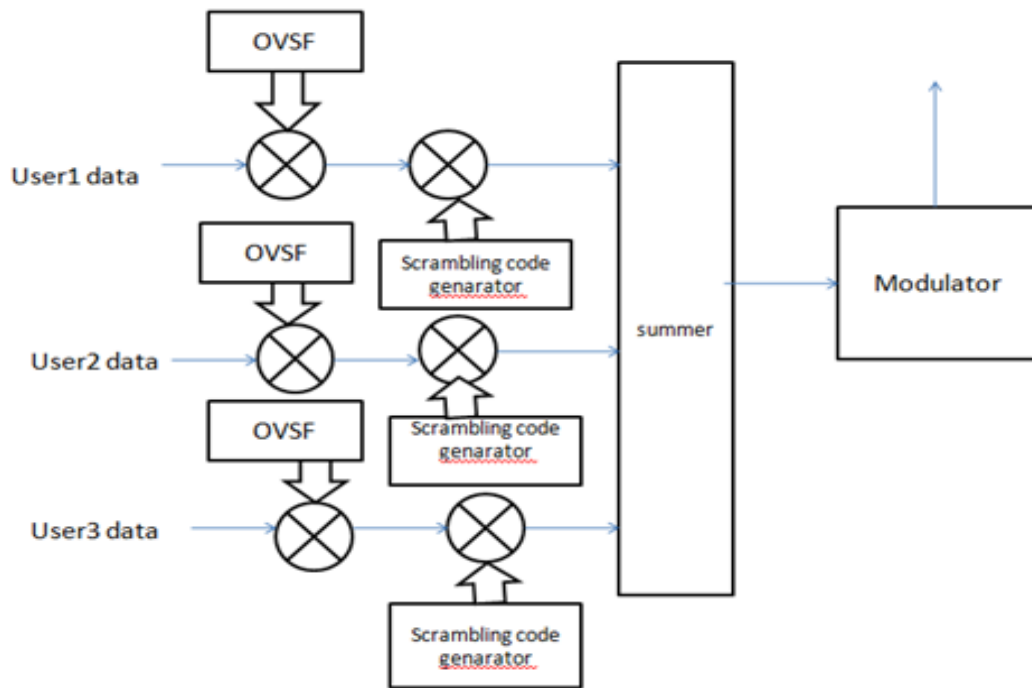 OVSF
User1 data
Scrambling code
genarator
OVSF
User2 data
Scrambling code
genarator
OVSF
User3 data
Scrambling code
genarator
summer
Modulator